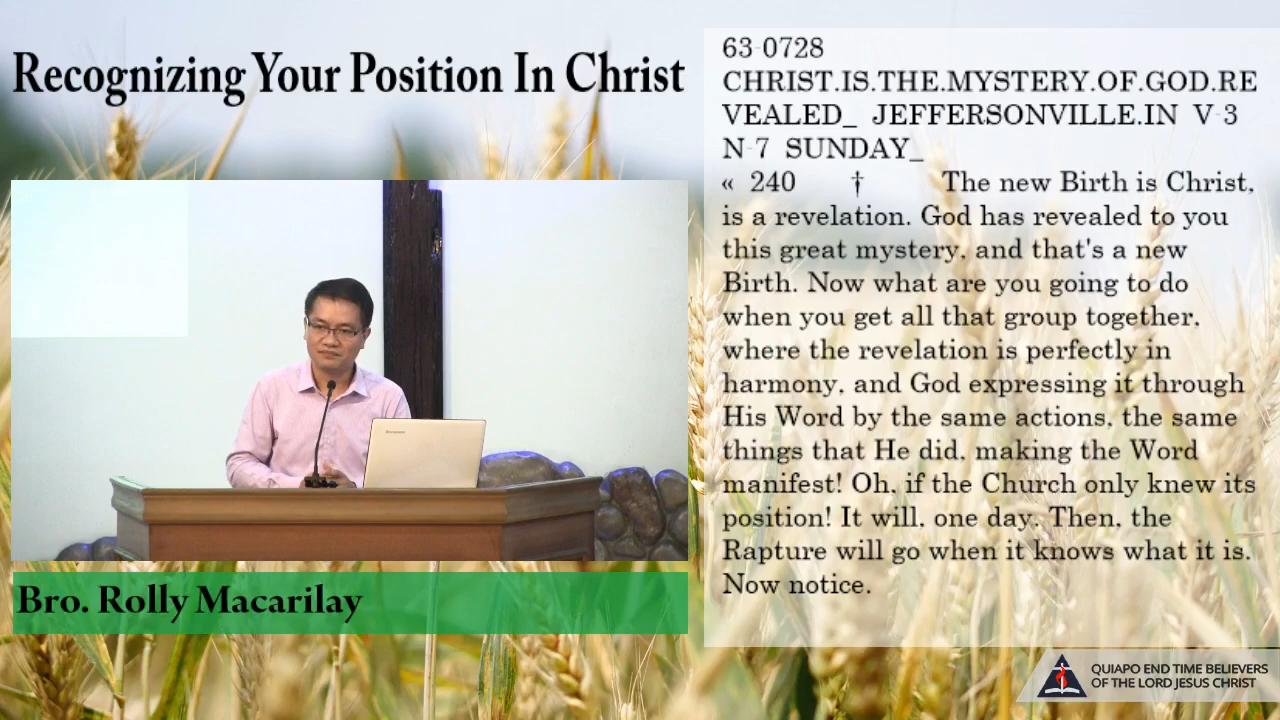 Recognizing Your Position In Christ
Bro. Rolly Macarilay
63-0728
CHRIST.IS.THE.MYSTERY.OF.GOD.RE
VEALED_ JEFFERSONVILLE.IN V-3
N-7 SUNDAY_
« 240 † The new Birth is Christ,
is a revelation. God has revealed to you
this great mystery, and that's a new
Birth. Now what are you going to do
when you get all that group together,
where the revelation is perfectly in
harmony, and God expressing it through
His Word by the same actions, the same
things that He did, making the Word
manifest! Oh, if the Church only knew its
position! It will, one day. Then, the
Rapture will go when it knows what it is.
Now notice.
QUIAPO END TIME BELIEVERS
OF THE LORD JESUS CHRIST